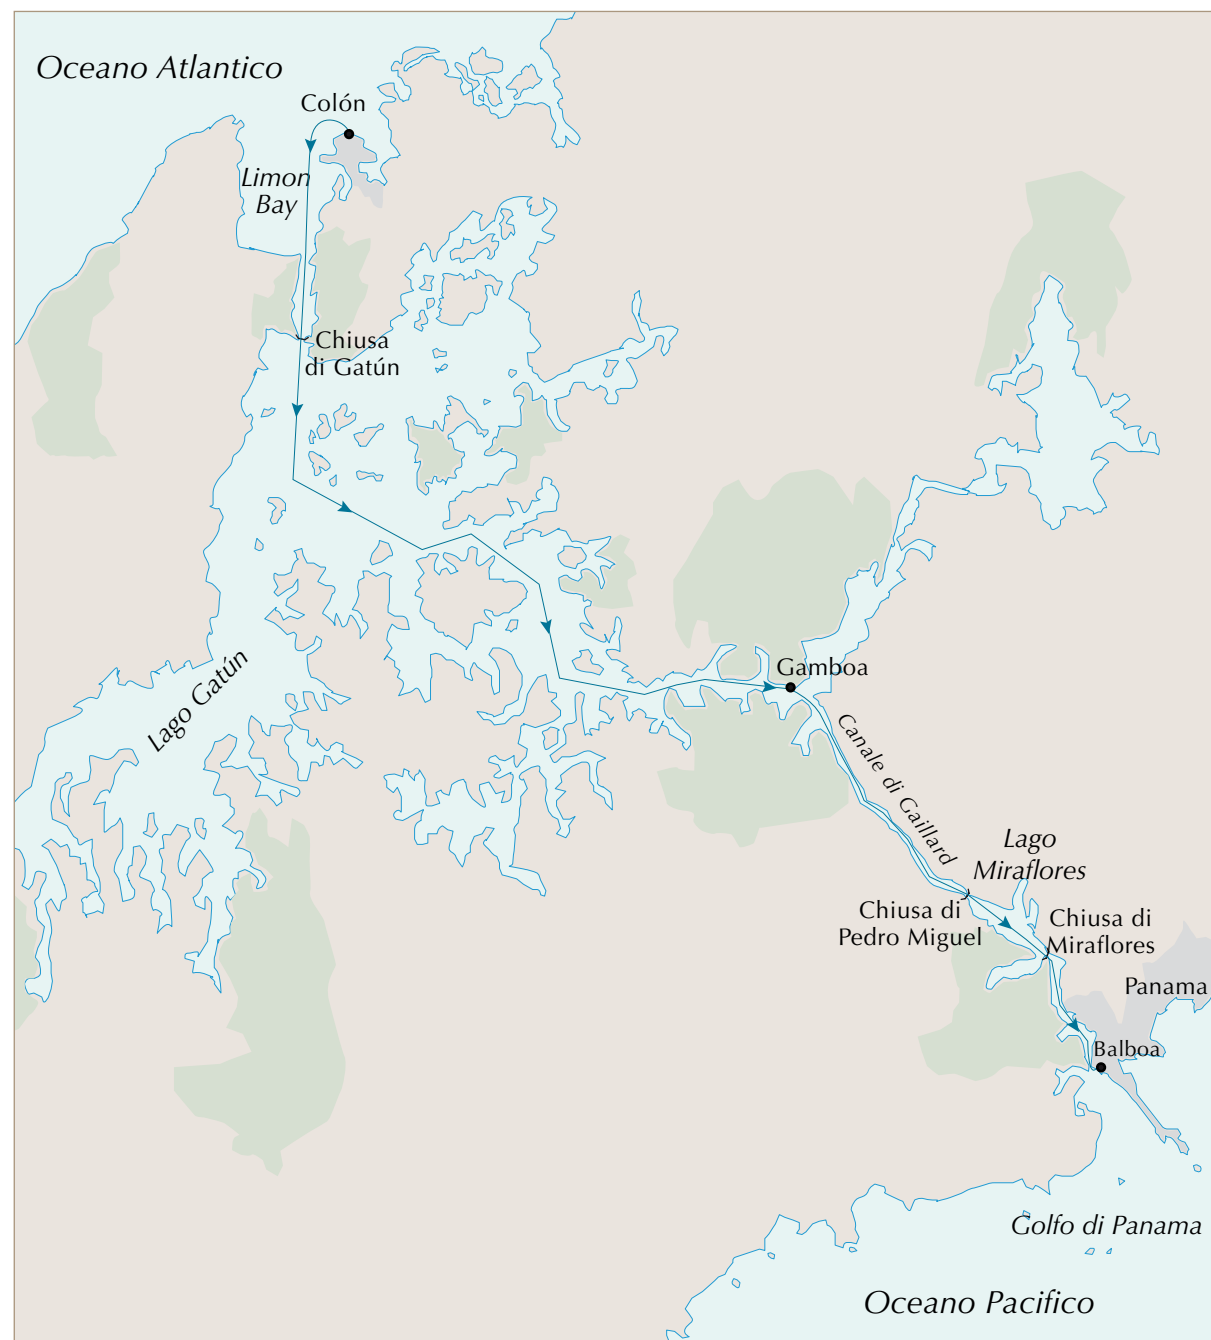 Oceano Atlantico
Colón
Limon
Bay
Chiusa
di Gatún
Lago Gatún
Gamboa
Canale di Gaillard
Lago
Miraflores
Chiusa di
Pedro Miguel
Chiusa di
Miraflores
Panama
Balboa
Golfo di Panama
Oceano Pacifico